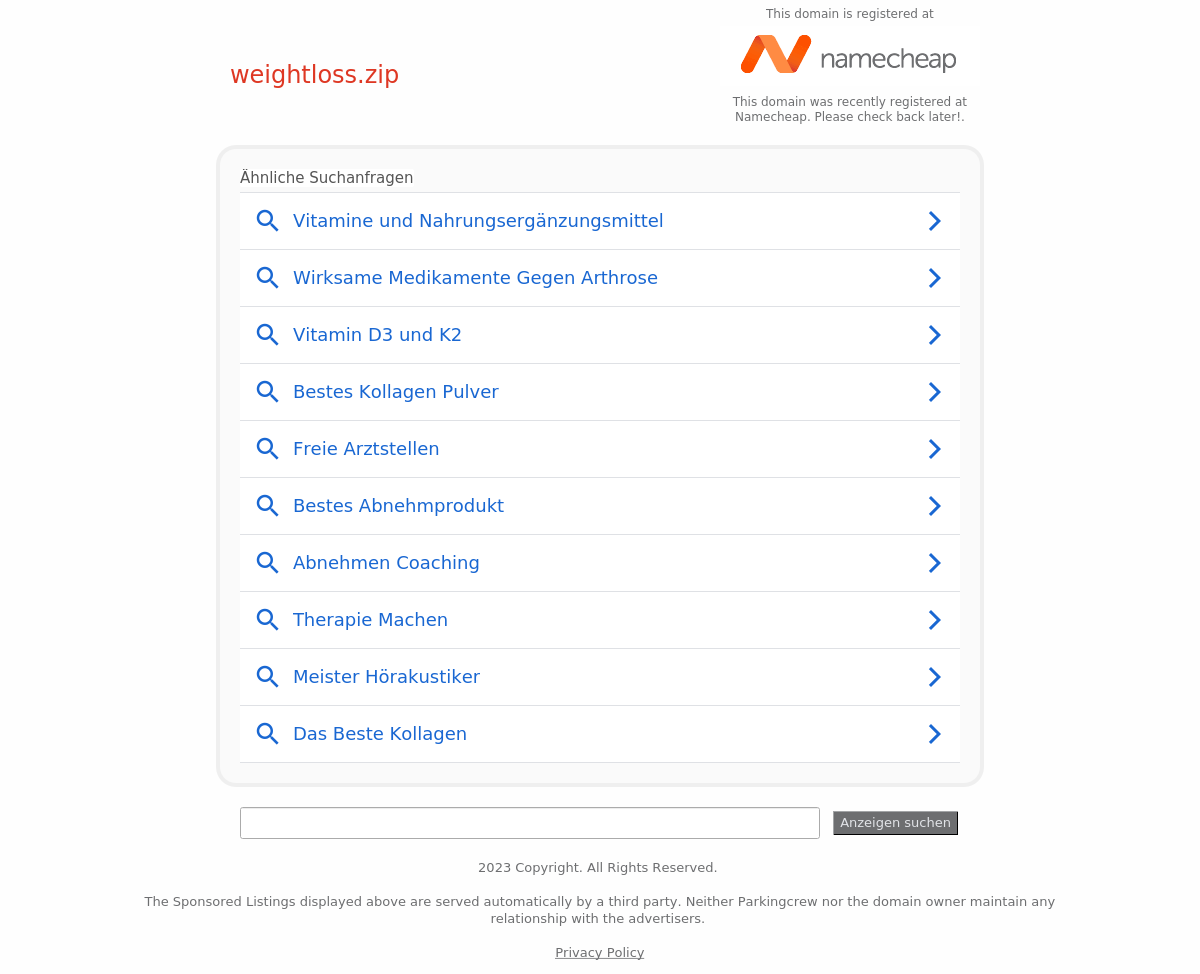 This domain is registered at
namecheap
weightloss.zip
This domain was recently registered at
Namecheap. Please check back later!.
Ähnliche Suchanfragen
Vitamine und Nahrungsergänzungsmittel
Wirksame Medikamente Gegen Arthrose
Vitamin D3 und K2
Bestes Kollagen Pulver
Freie Arztstellen
Bestes Abnehmprodukt
Abnehmen Coaching
Therapie Machen
Meister Hörakustiker
Das Beste Kollagen
Anzeigen suchen
2023 Copyright. All Rights Reserved.
The Sponsored Listings displayed above are served automatically by a third party. Neither Parkingcrew nor the domain owner maintain any
relationship with the advertisers.
Privacy Policy